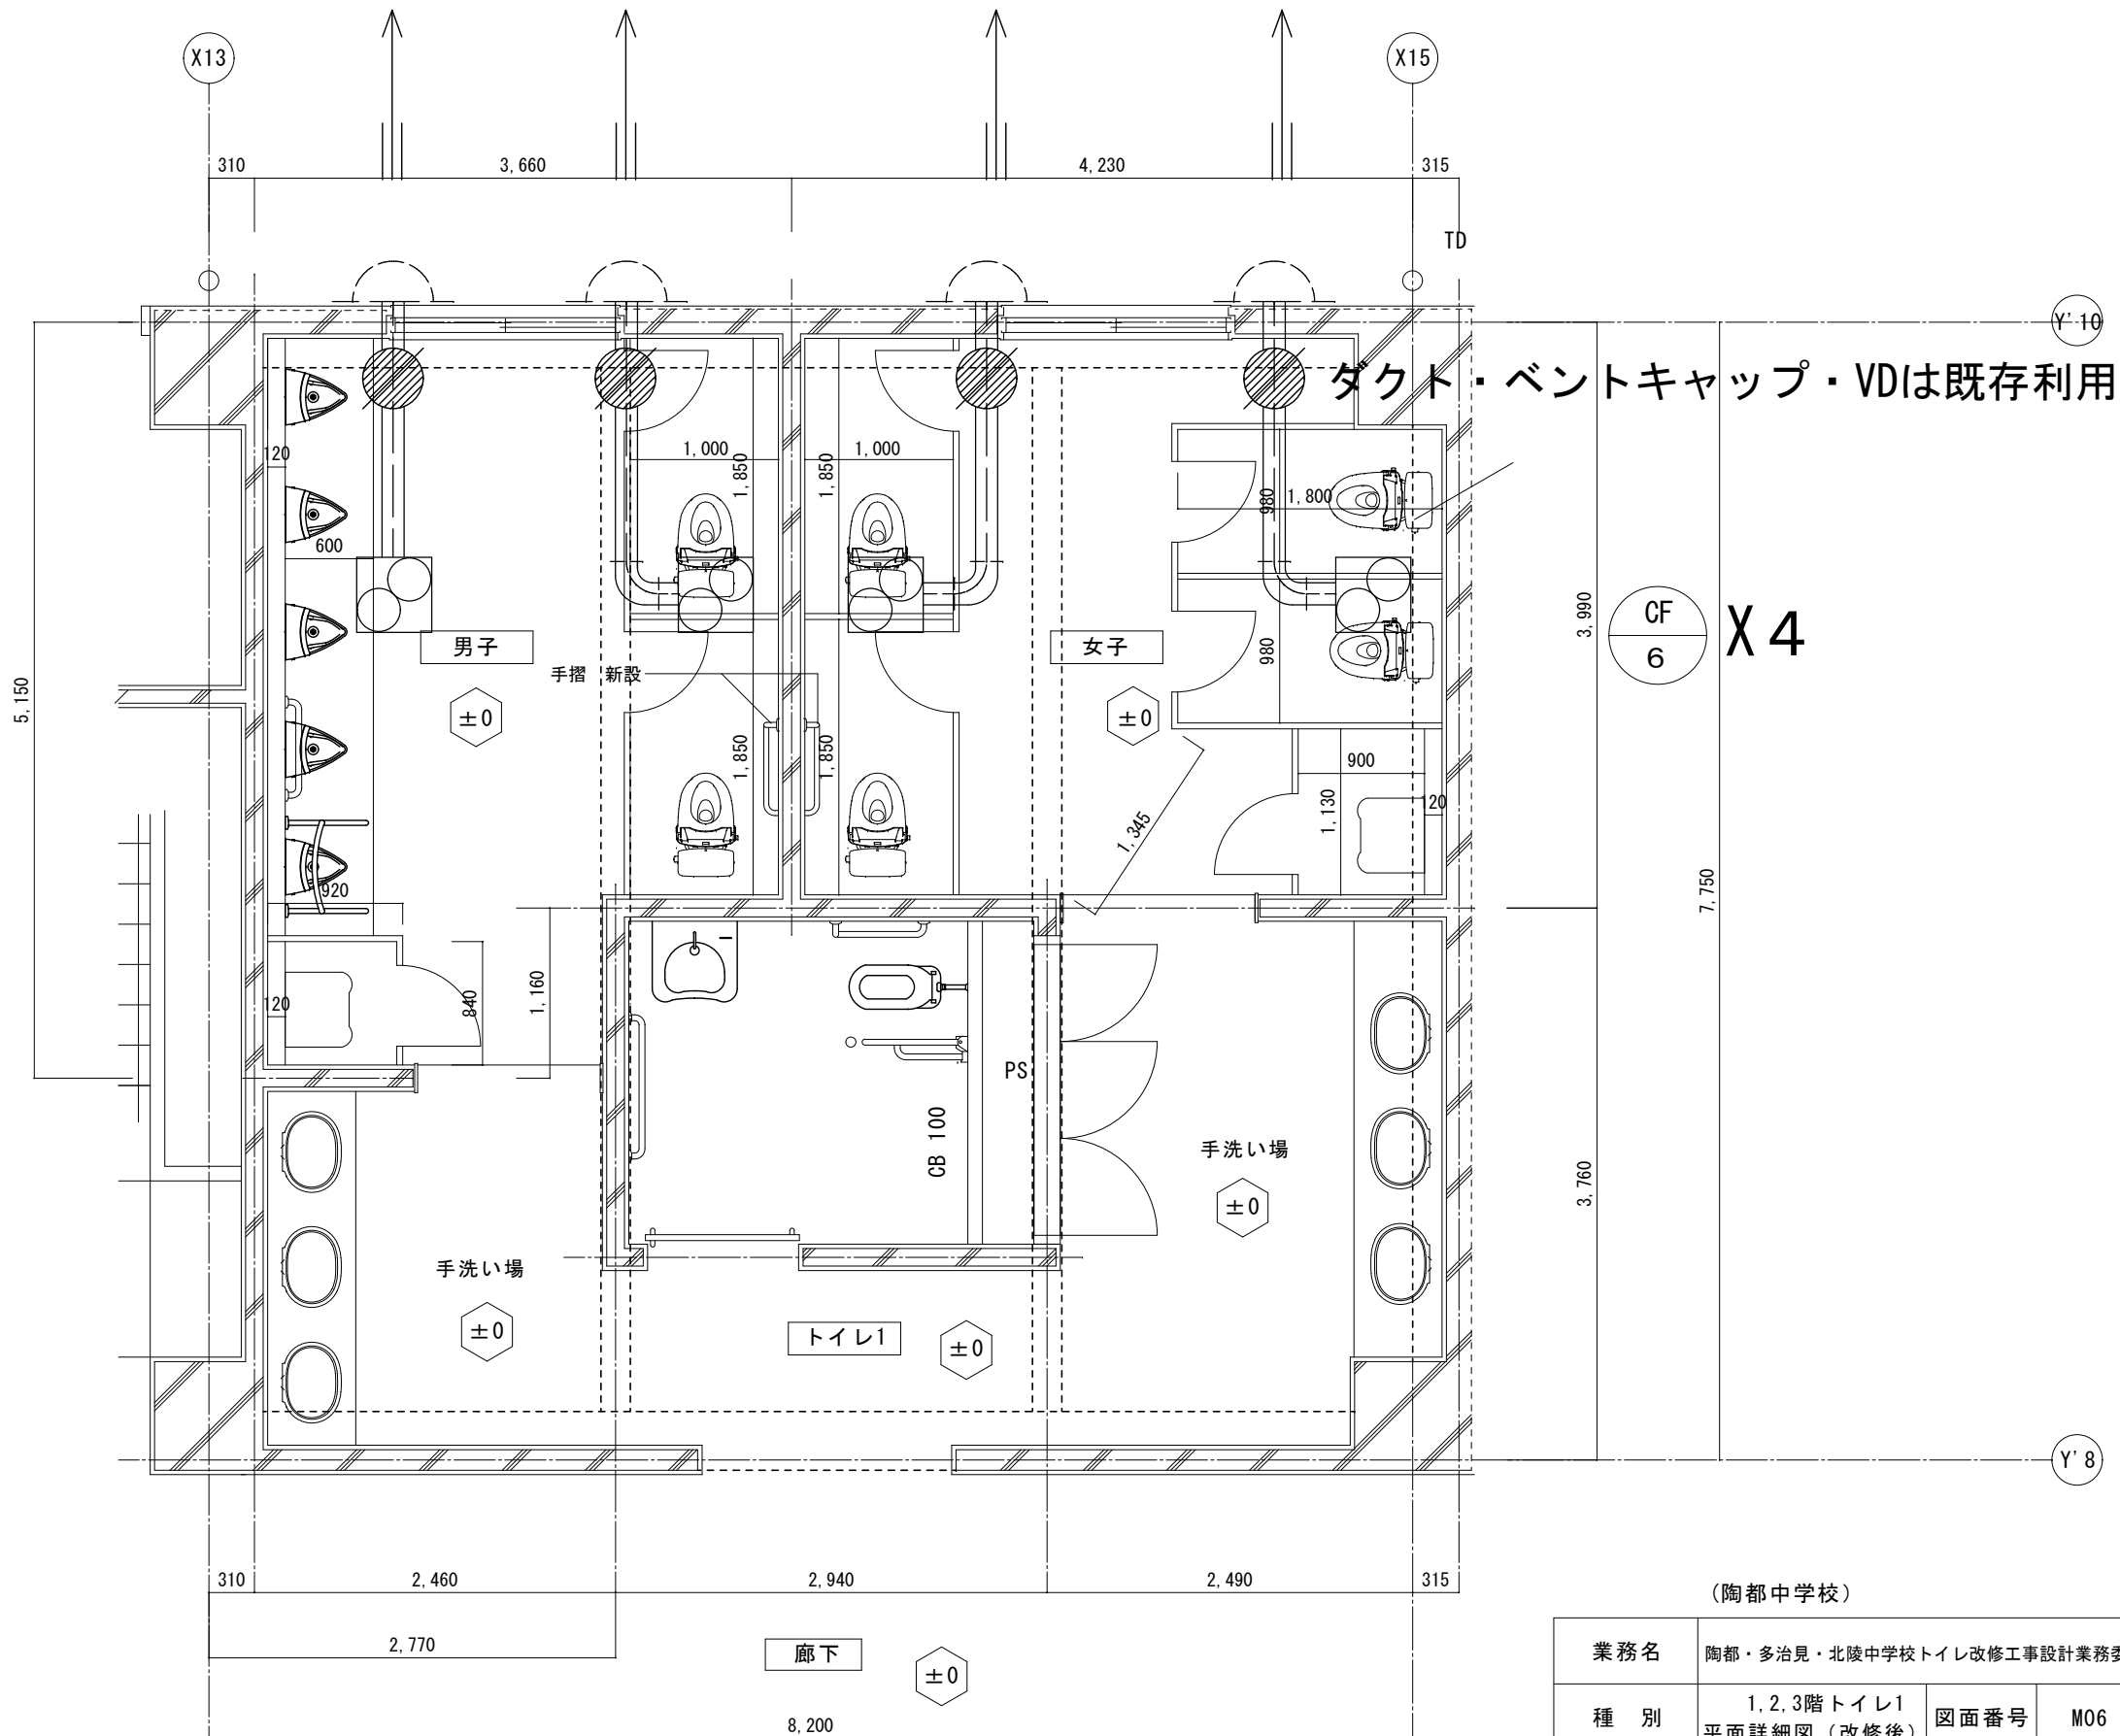 X13
X15
310
3,660
4,230
315
TD
Y'10
ダクト・ベントキャップ・VDは既存利用
120
1,000
1,850
1,850
1,000
980
1,800
600
CF
6
X4
3,990
5,150
男子
女子
980
手摺 新設
±0
±0
1,850
1,850
900
1,130
120
1,345
7,750
920
120
840
1,160
PS
CB 100
手洗い場
±0
3,760
手洗い場
±0
トイレ1
±0
Y'8
310
2,460
2,940
2,490
315
2,770
廊下
±0
8,200
(陶都中学校)
業務名
陶都・多治見・北陵中学校トイレ改修工事設計業務委
種 別
1,2,3階トイレ1
平面詳細図(改修後)
図面番号
M06